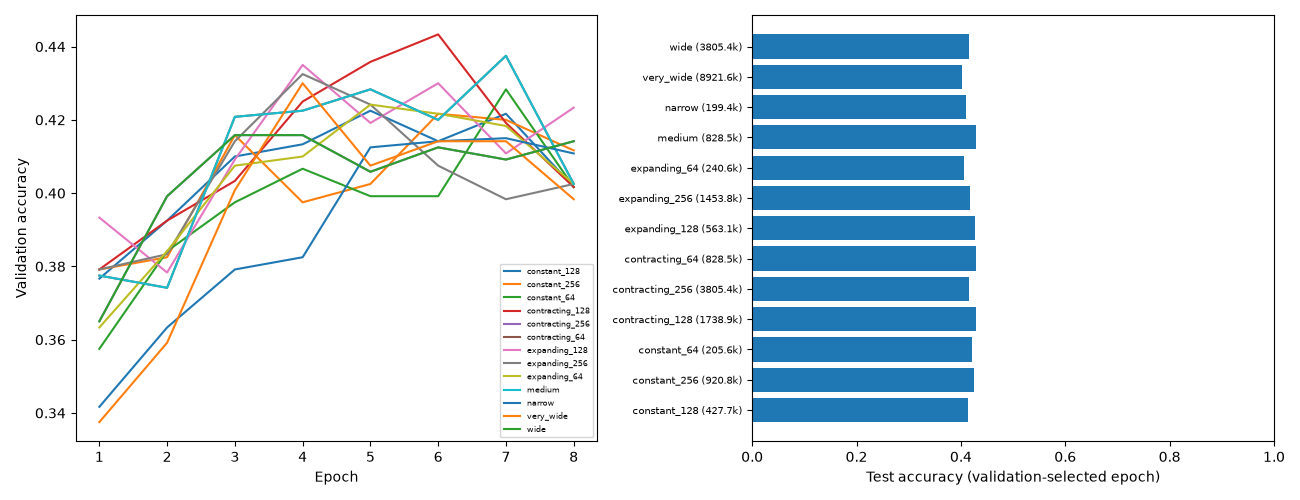 0.44
0.42
0.40
0.38
0.36
0.34
Validation accuracy
1 2 3 4 5 6 7 8
Epoch
constant_128
constant_256
constant_64
contracting_128
contracting_256
contracting_64
expanding_128
expanding_256
expanding_64
medium
narrow
very_wide
wide
wide (3805.4k)
very_wide (8921.6k)
narrow (199.4k)
medium (828.5k)
expanding_64 (240.6k)
expanding_256 (1453.8k)
expanding_128 (563.1k)
contracting_64 (828.5k)
contracting_256 (3805.4k)
contracting_128 (1738.9k)
constant_64 (205.6k)
constant_256 (920.8k)
constant_128 (427.7k)
0.0 0.2 0.4 0.6 0.8 1.0
Test accuracy (validation-selected epoch)